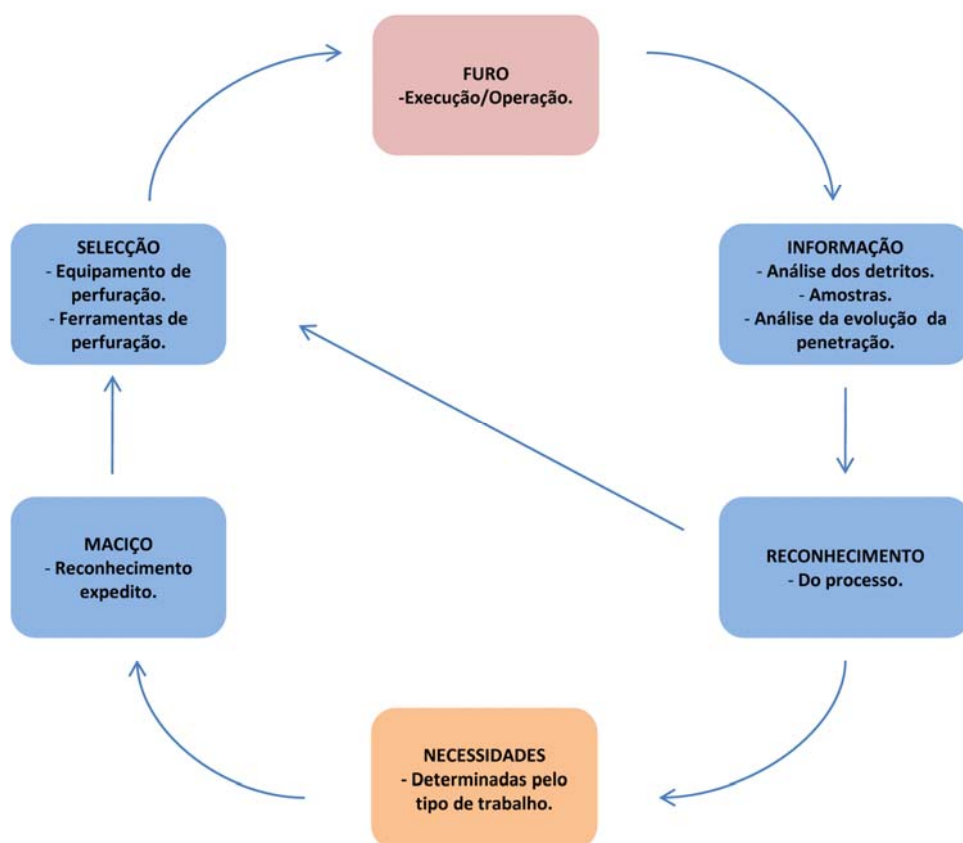 FURO
-Execução/Operação.
SELECÇÃO
- Equipamento de
perfuração.
- Ferramentas de
perfuração.
INFORMAÇÃO
- Análise dos detritos.
- Amostras.
- Análise da evolução da
penetração.
MACIÇO
- Reconhecimento
expedito.
RECONHECIMENTO
- Do processo.
NECESSIDADES
- Determinadas pelo
tipo de trabalho.